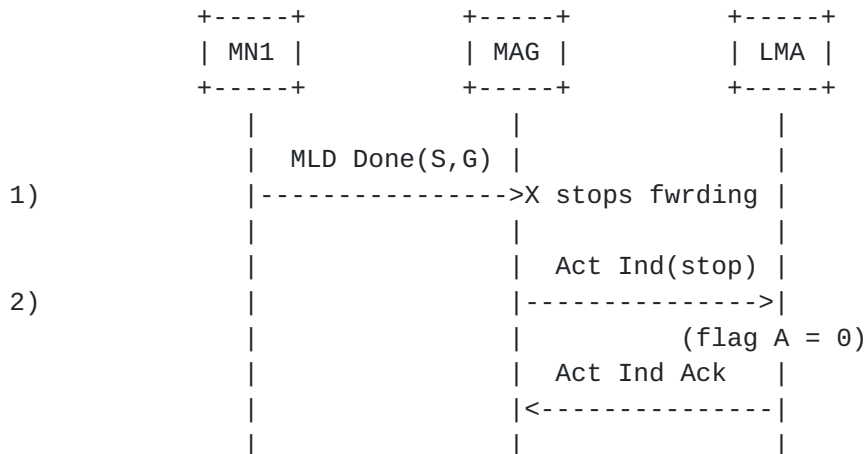 MN1 MAG LMA
MLD Done(S,G)
1) X stops fwrding
Act Ind(stop)
2)
(flag A = 0)
Act Ind Ack